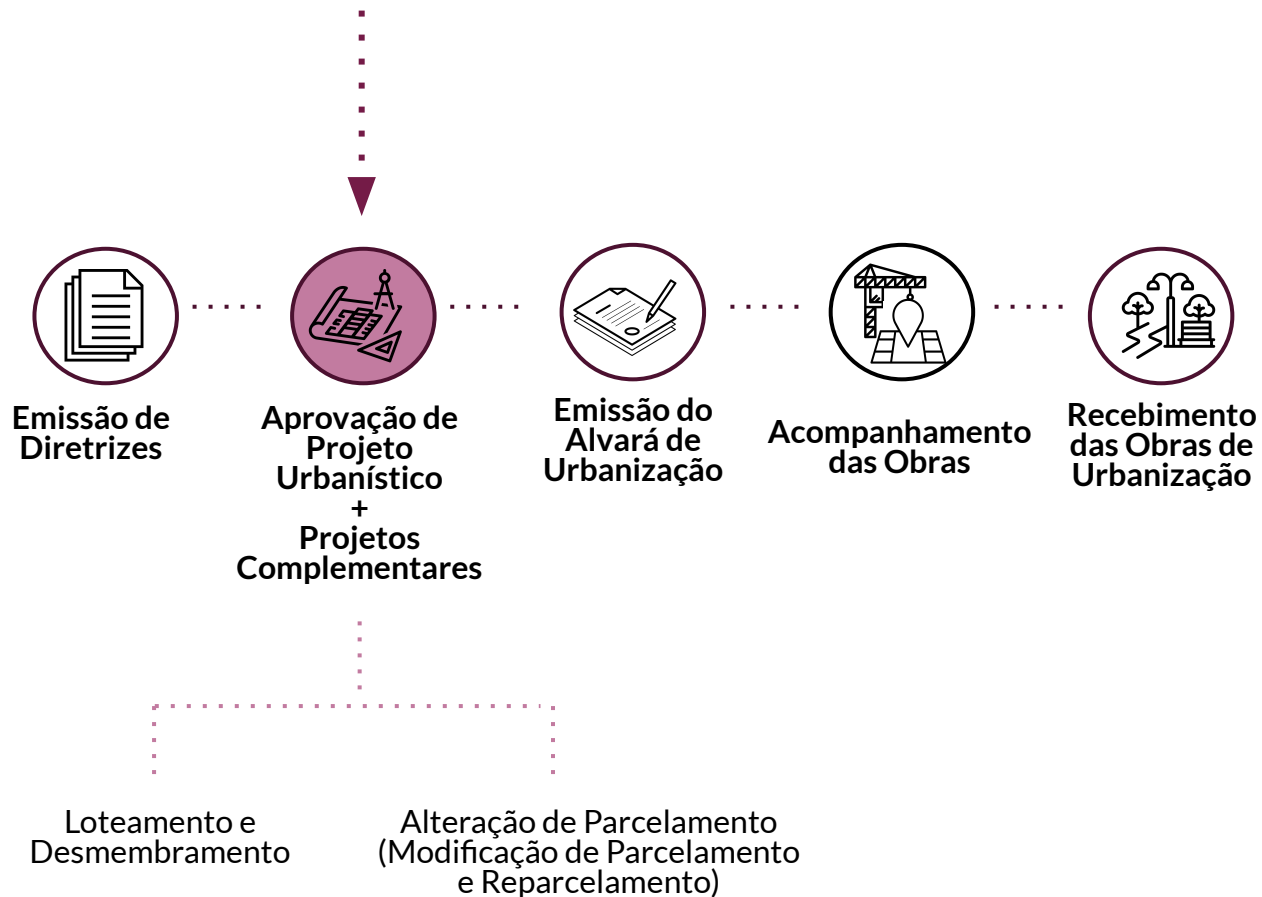 Emissão de
Diretrizes
Aprovação de
Projeto
Urbanístico
+
Projetos
Complementares
Emissão do
Alvará de
Urbanização
Acompanhamento
das Obras
Recebimento
das Obras de
Urbanização
Loteamento e
Desmembramento
Alteração de Parcelamento
(Modificação de Parcelamento
e Reparcelamento)